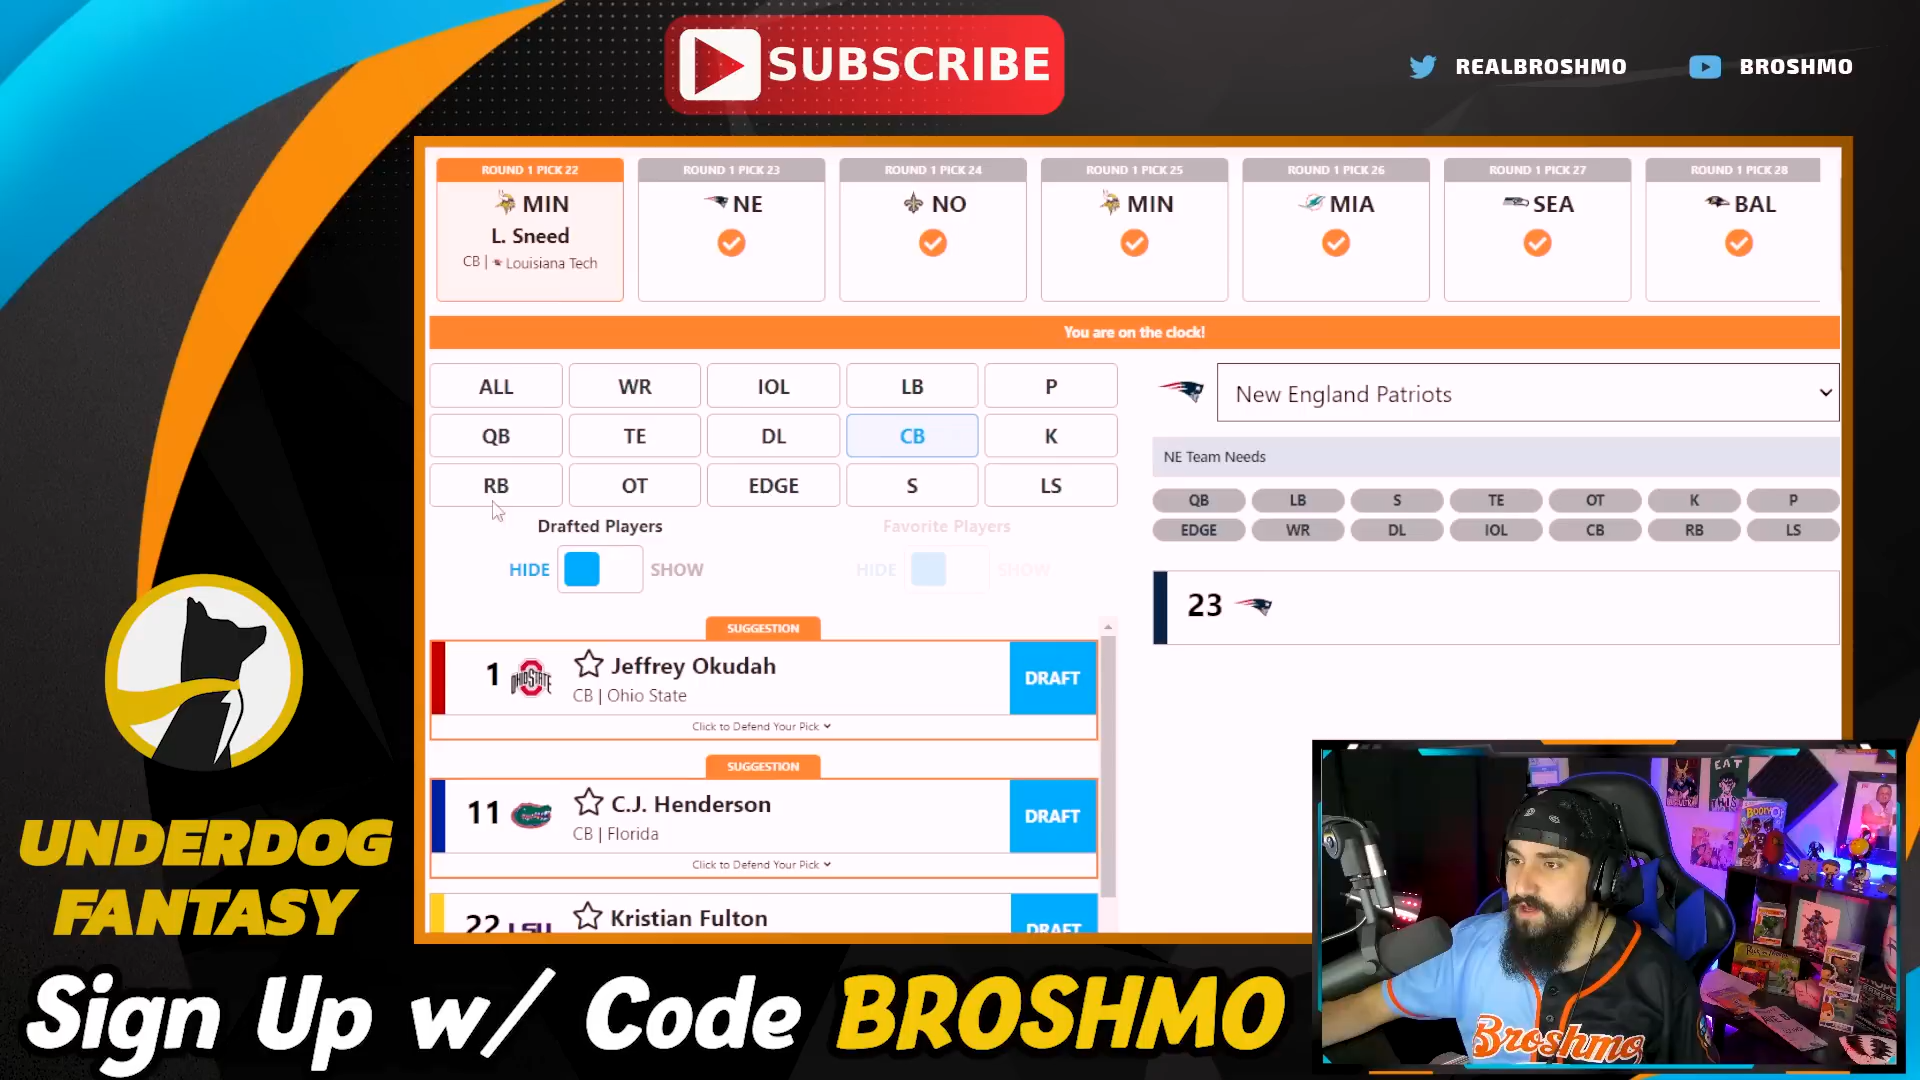 SUBSCRIBE
REALBROSHMO
BROSHMO
ROUND 1 PICK 22
MIN
L. Sneed
CB | Louisiana Tech
ROUND 1 PICK 23
NE
ROUND 1 PICK 24
NO
ROUND 1 PICK 25
MIN
ROUND 1 PICK 26
MIA
ROUND 1 PICK 27
SEA
ROUND 1 PICK 28
BAL
You are on the clock!
ALL WR IOL LB P
QB TE DL CB K
RB OT EDGE S LS
Drafted Players
HIDE SHOW
Favorite Players
HIDE SHOW
New England Patriots
NE Team Needs
QB LB S TE OT K P
EDGE WR DL IOL CB RB LS
23
SUGGESTION
1 OHIO STATE Jeffrey Okudah
CB | Ohio State
DRAFT
Click to Defend Your Pick
SUGGESTION
11 C.J. Henderson
CB | Florida
DRAFT
Click to Defend Your Pick
22 LSU Kristian Fulton
DRAFT
UNDERDOG
FANTASY
Sign Up w/ Code BROSHMO
EAT
THIS
Broshmo